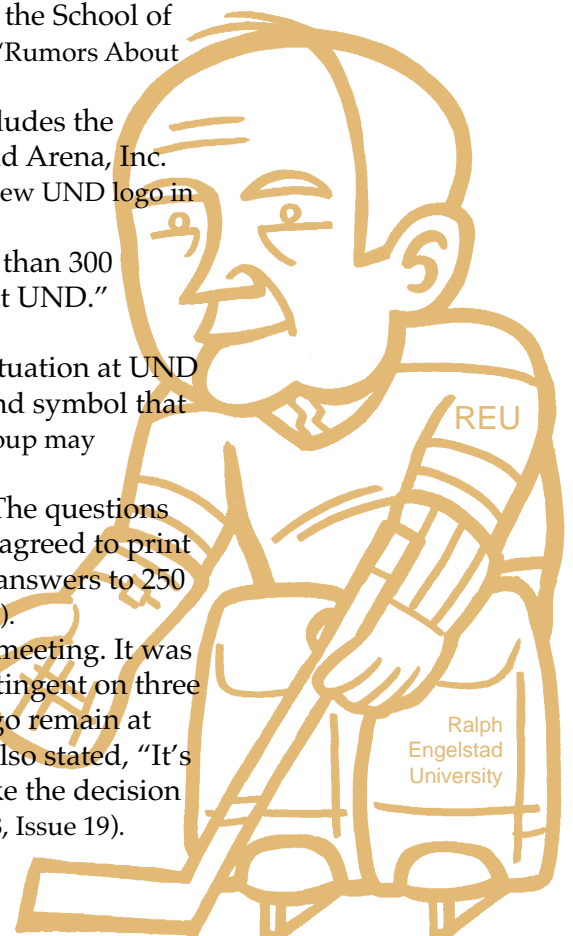 the School of
“Rumors About
ludes the
d Arena, Inc.
ew UND logo in
than 300
t UND.”
tuation at UND
nd symbol that
oup may
The questions
agreed to print
answers to 250
).
meeting. It was
tingent on three
go remain at
lso stated, “It’s
ke the decision
, Issue 19).
REU
Ralph
Engelstad
University